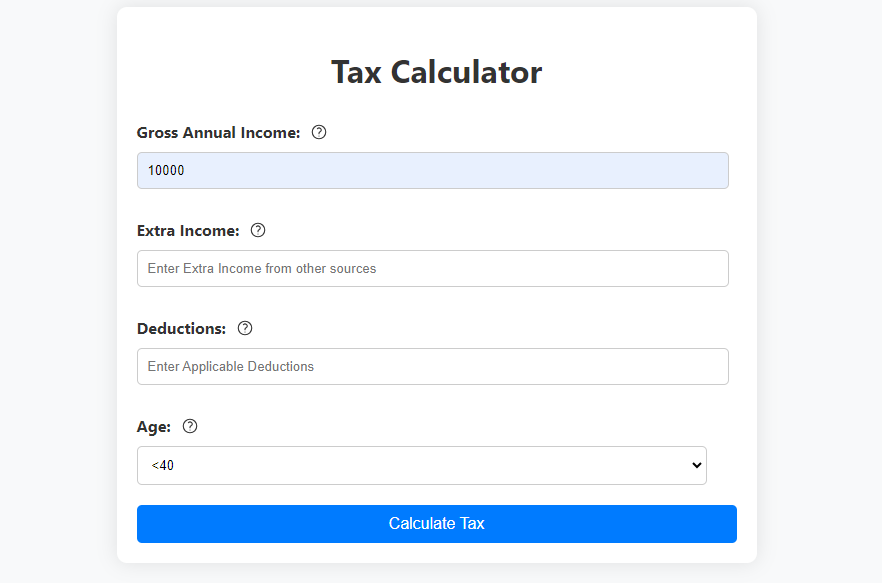 Tax Calculator
Gross Annual Income:
10000
Extra Income:
Enter Extra Income from other sources
Deductions:
Enter Applicable Deductions
Age:
<40
Calculate Tax